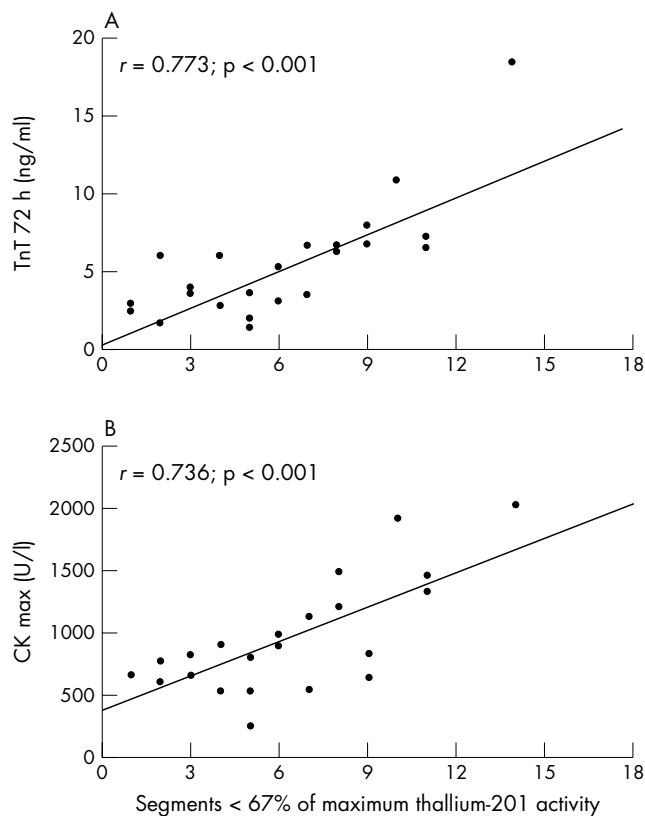 A
20
r = 0.773; p < 0.001
15
10
5
0
TnT 72 h (ng/ml)
0 3 6 9 12 15 18
B
2500
r = 0.736; p < 0.001
2000
1500
1000
500
0
CK max (U/l)
0 3 6 9 12 15 18
Segments < 67% of maximum thallium-201 activity